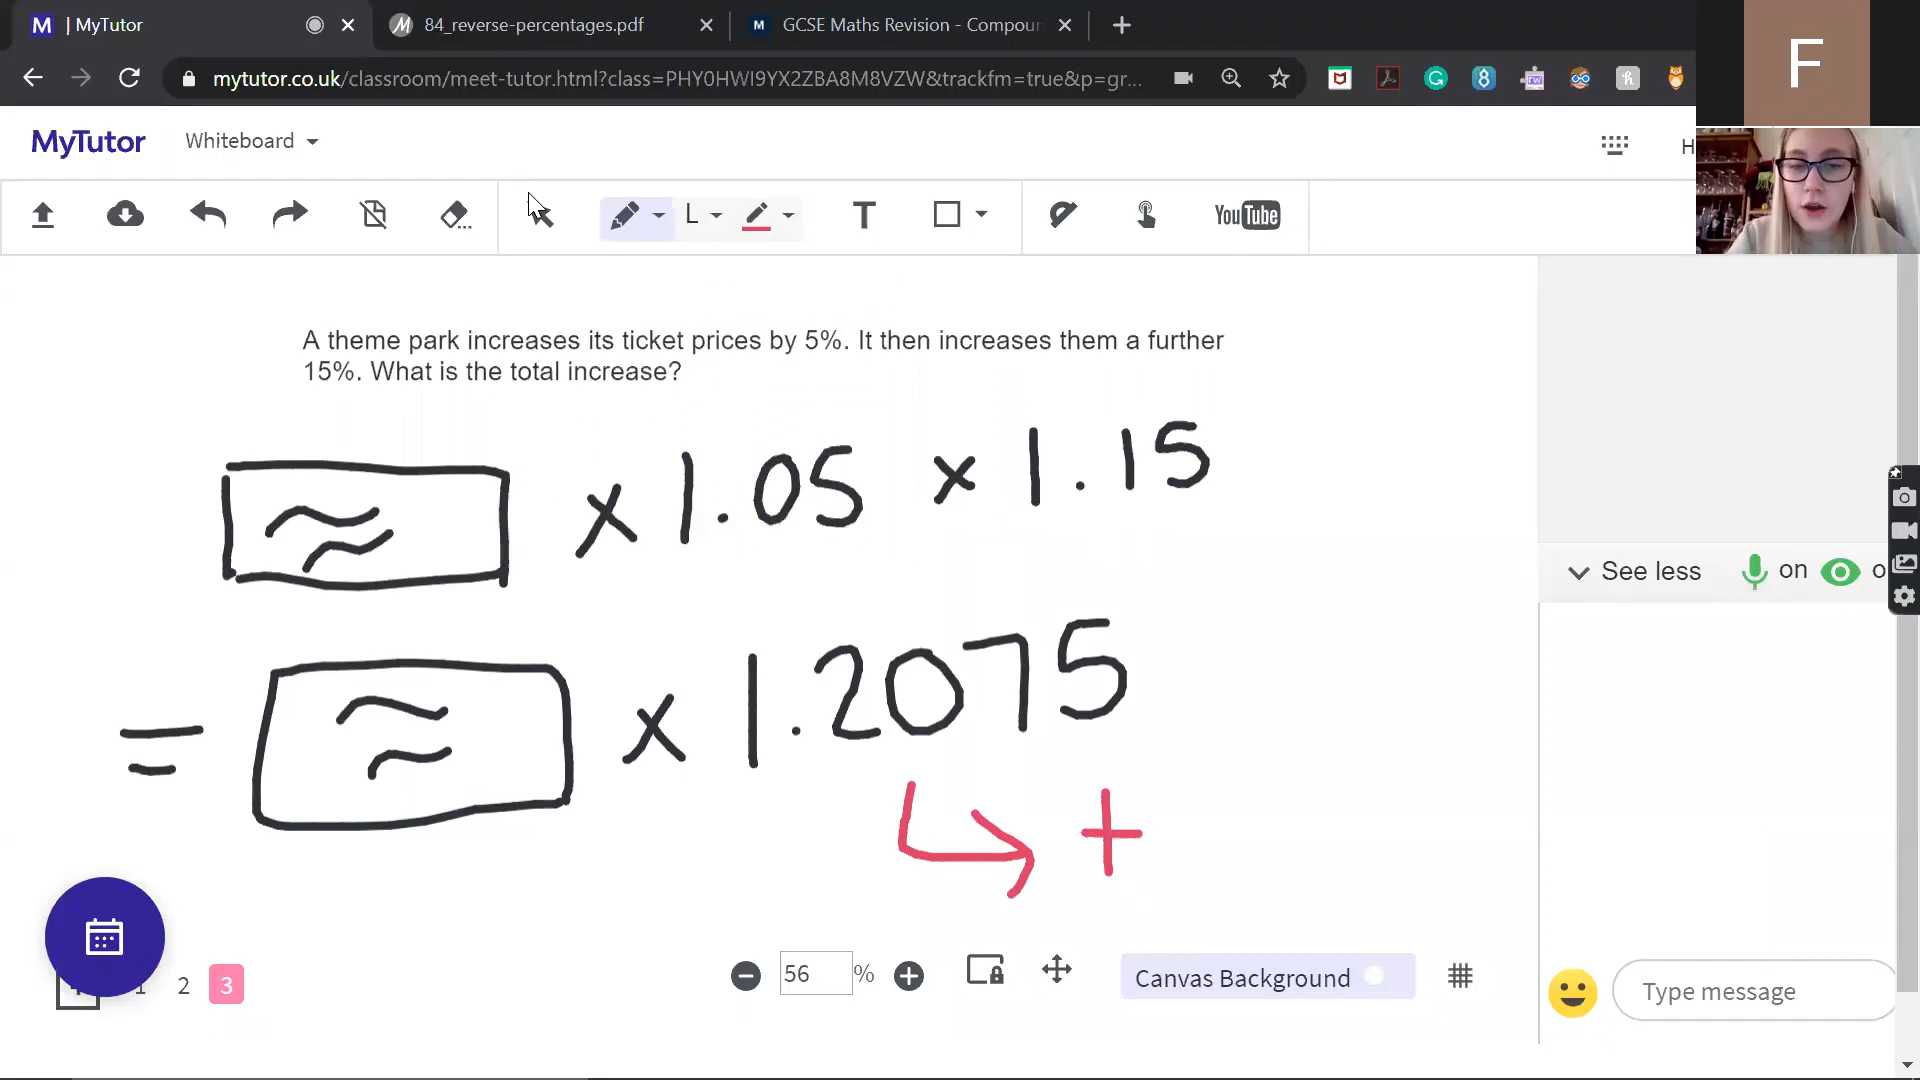 | MyTutor
84_reverse-percentages.pdf
GCSE Maths Revision - Compour
mytutor.co.uk/classroom/meet-tutor.html?class=PHY0HWI9YX2ZBA8M8VZW&trackfm=true&p=gr...
F
MyTutor
Whiteboard
H
L
T
YouTube
A theme park increases its ticket prices by 5%. It then increases them a further
15%. What is the total increase?
≈ x 1.05 x 1.15
= ≈ x 1.2075
+
See less on o
1 2 3
56 %
Canvas Background
Type message